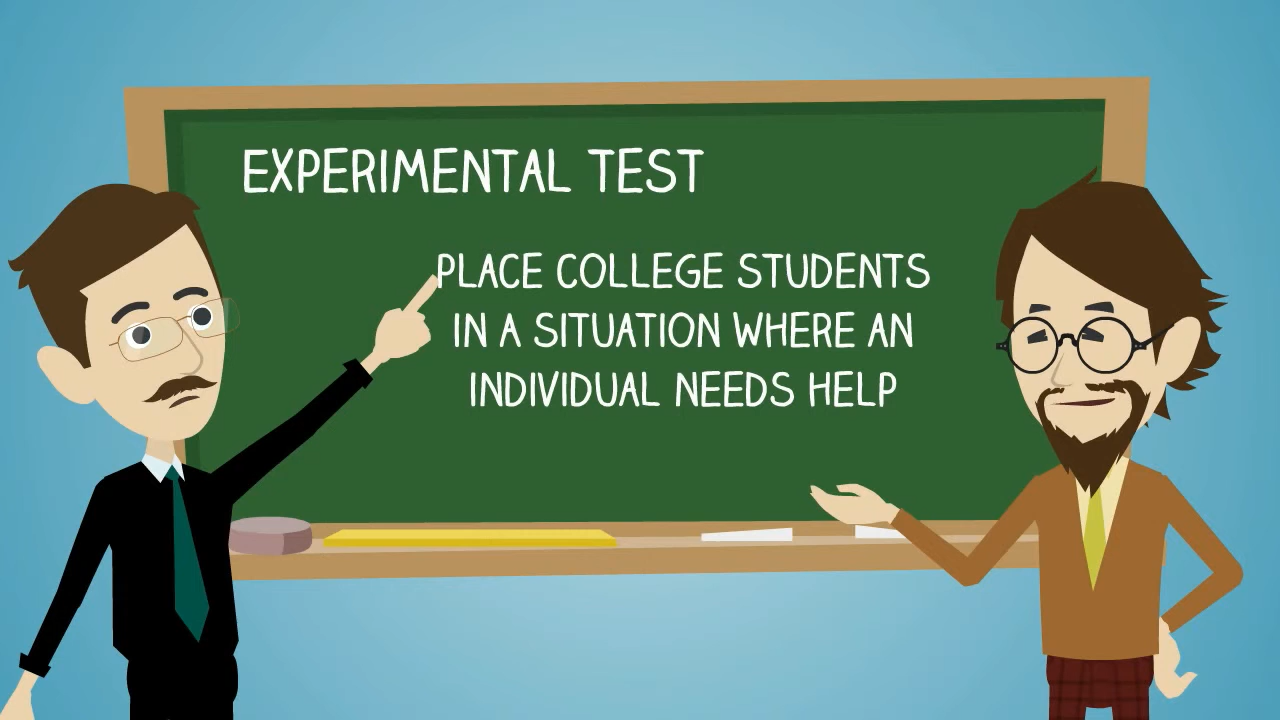 EXPERIMENTAL TEST
PLACE COLLEGE STUDENTS
IN A SITUATION WHERE AN
INDIVIDUAL NEEDS HELP